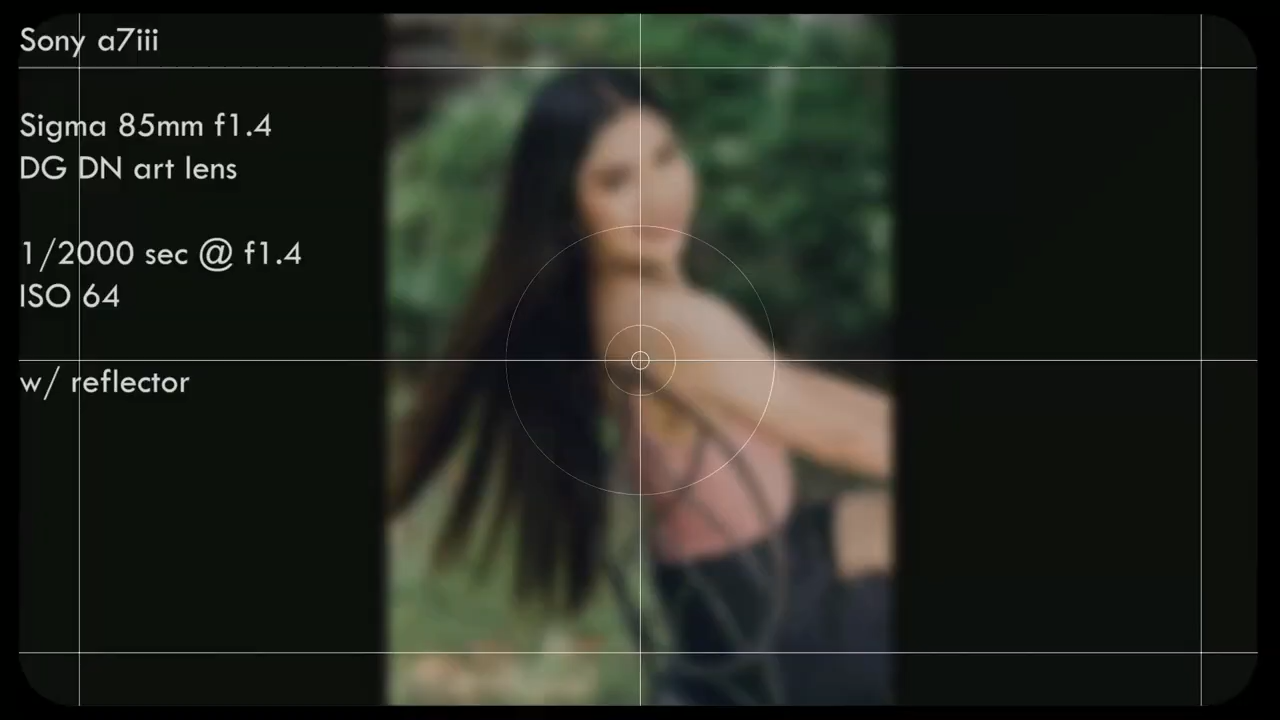 Sony a7iii
Sigma 85mm f1.4
DG DN art lens
1/2000 sec @ f1.4
ISO 64
w/ reflector